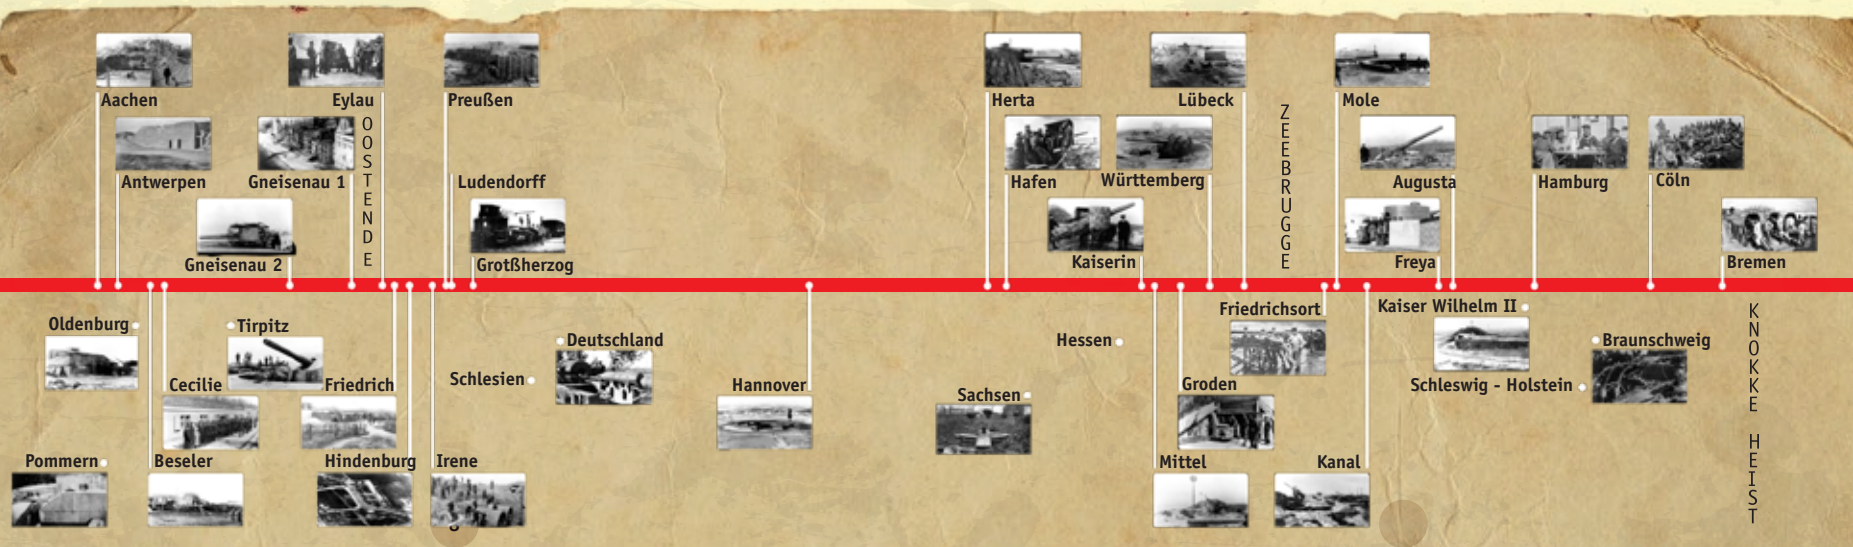 Aachen
Eylau
Preußen
Herta
Lübeck
Mole
OOSTENDE
ZEEBRUGGE
Antwerpen
Gneisenau 1
Ludendorff
Hafen
Württemberg
Augusta
Hamburg
Cöln
Gneisenau 2
Grotßherzog
Kaiserin
Freya
Bremen
Oldenburg
Tirpitz
Deutschland
Hessen
Friedrichsort
Kaiser Wilhelm II
Braunschweig
KNOKKE HEIST
Cecilie
Friedrich
Schlesien
Hannover
Sachsen
Groden
Schleswig - Holstein
Pommern
Beseler
Hindenburg
Irene
Mittel
Kanal